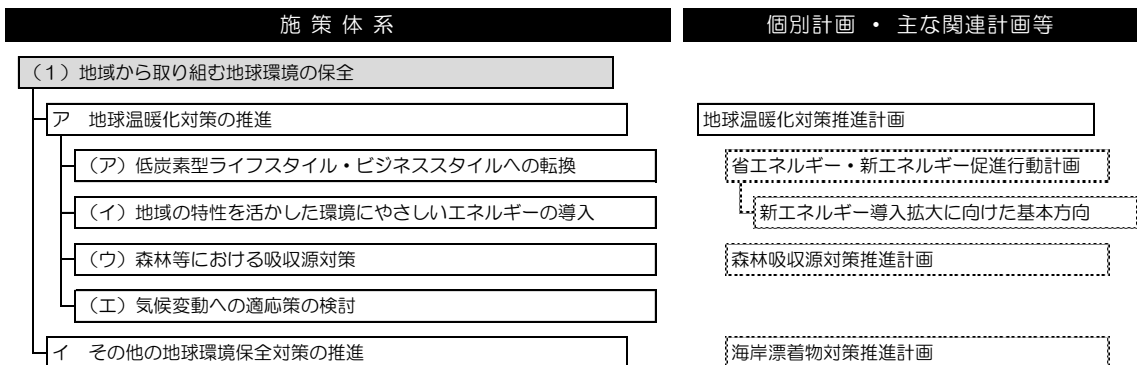 施策体系
個別計画 ・ 主な関連計画等
（1）地域から取り組む地球環境の保全
ア 地球温暖化対策の推進
地球温暖化対策推進計画
（ア）低炭素型ライフスタイル・ビジネススタイルへの転換
省エネルギー・新エネルギー促進行動計画
（イ）地域の特性を活かした環境にやさしいエネルギーの導入
新エネルギー導入拡大に向けた基本方向
（ウ）森林等における吸収源対策
森林吸収源対策推進計画
（エ）気候変動への適応策の検討
イ その他の地球環境保全対策の推進
海岸漂着物対策推進計画